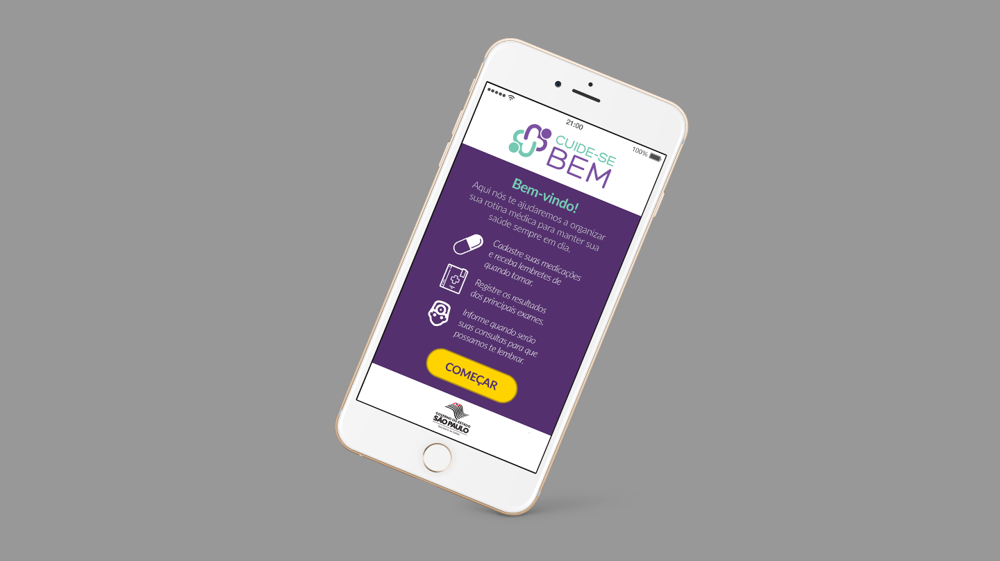 21:00
100%
CUIDE-SE
BEM
Bem-vindo!
Aqui nós te ajudaremos a organizar
sua rotina médica para manter sua
saúde sempre em dia.
Cadastre suas medicações
e receba lembretes de
quando tomar.
Registre os resultados
dos principais exames.
Informe quando serão
suas consultas para que
possamos te lembrar.
COMEÇAR
GOVERNO DO ESTADO
SÃO PAULO